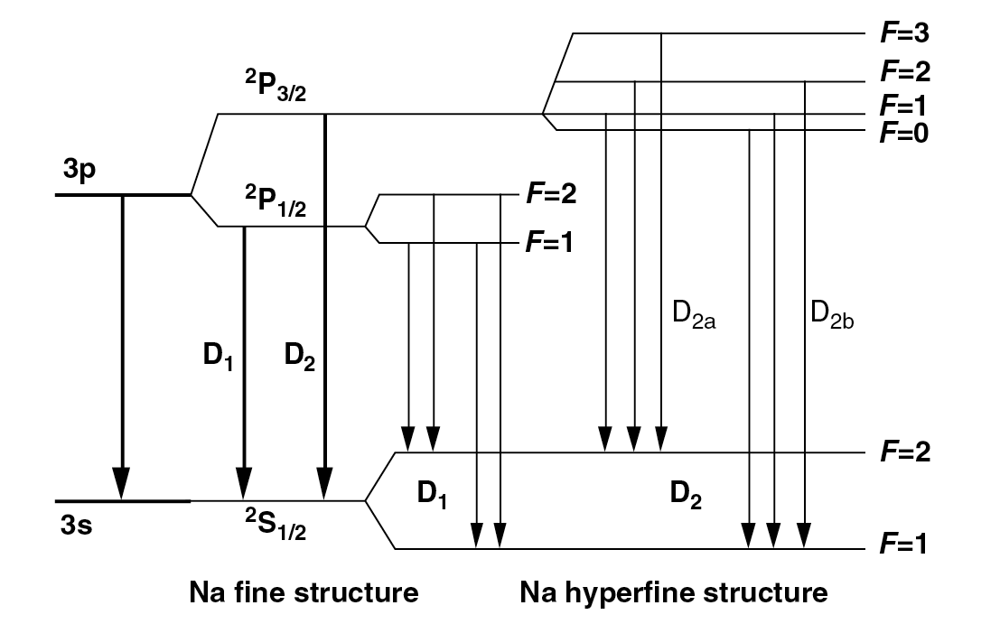 F=3
F=2
F=1
F=0
²P₃/₂
3p
²P₁/₂
F=2
F=1
D₂ₐ
D₂b
D₁
D₂
F=2
D₁
D₂
3s
²S₁/₂
F=1
Na fine structure
Na hyperfine structure